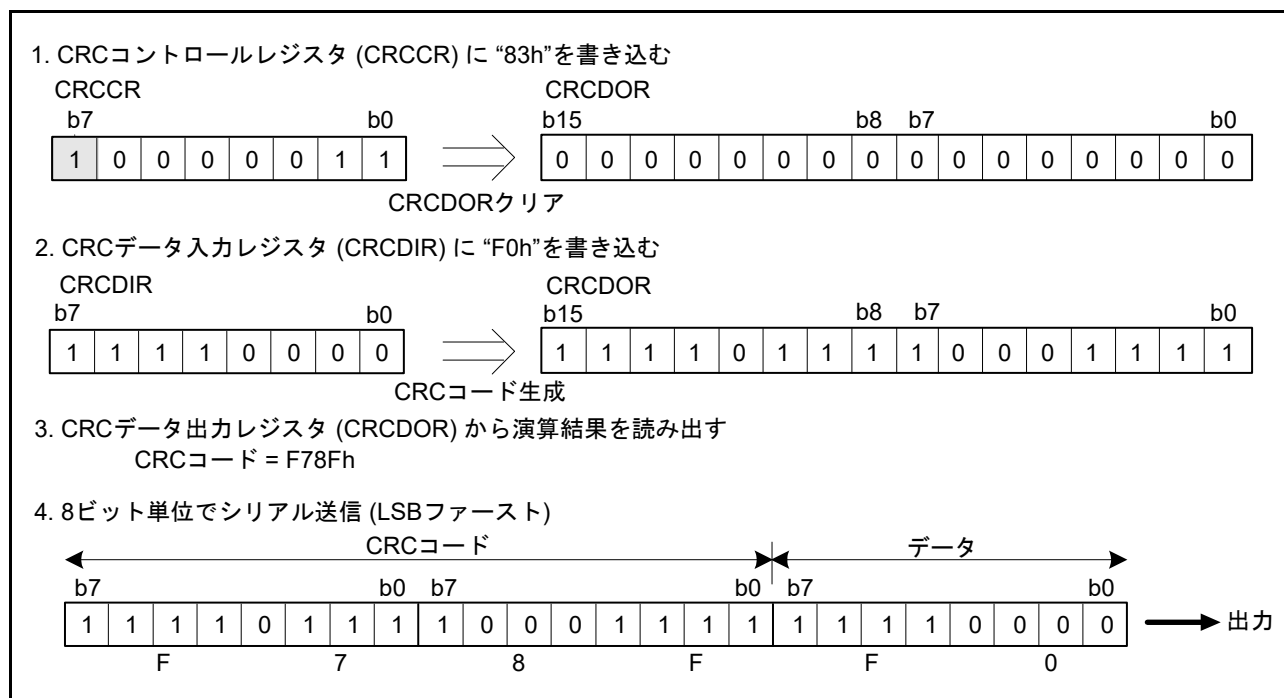 1. CRCコントロールレジスタ (CRCCR) に “83h”を書き込む
CRCCR CRCDOR
b7 b0 b15 b8 b7 b0
1 0 0 0 0 0 1 1 0 0 0 0 0 0 0 0 0 0 0 0 0 0 0 0
CRCDORクリア
2. CRCデータ入力レジスタ (CRCDIR) に “F0h”を書き込む
CRCDIR CRCDOR
b7 b0 b15 b8 b7 b0
1 1 1 1 0 0 0 0 1 1 1 1 0 1 1 1 1 0 0 0 1 1 1 1
CRCコード生成
3. CRCデータ出力レジスタ (CRCDOR) から演算結果を読み出す
CRCコード = F78Fh
4. 8ビット単位でシリアル送信 (LSBファースト)
CRCコード データ
b7 b0 b7 b0 b7 b0
1 1 1 1 0 1 1 1 1 0 0 0 1 1 1 1 1 1 1 1 0 0 0 0 出力
F 7 8 F F 0